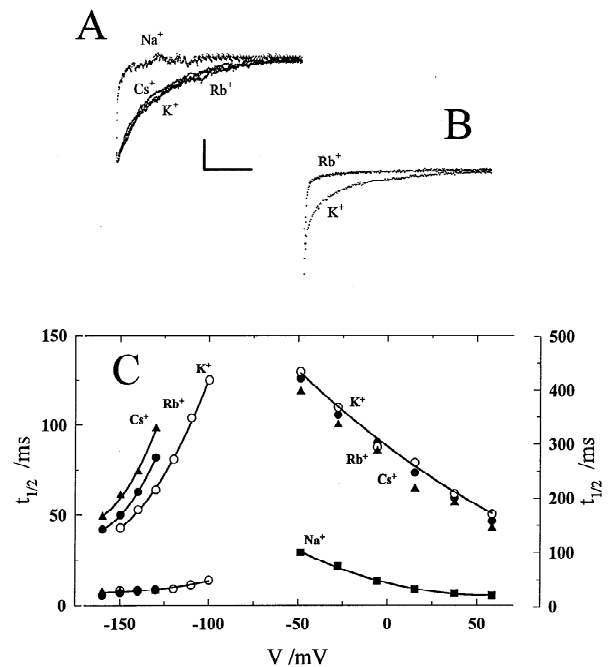 A
Na+
Cs+
K+
Rb+
B
Rb+
K+
C
150
100
50
0
t1/2 /ms
Cs+
Rb+
K+
K+
Rb+
Cs+
Na+
500
400
300
200
100
0
t1/2 /ms
-150
-100
-50
0
50
V /mV